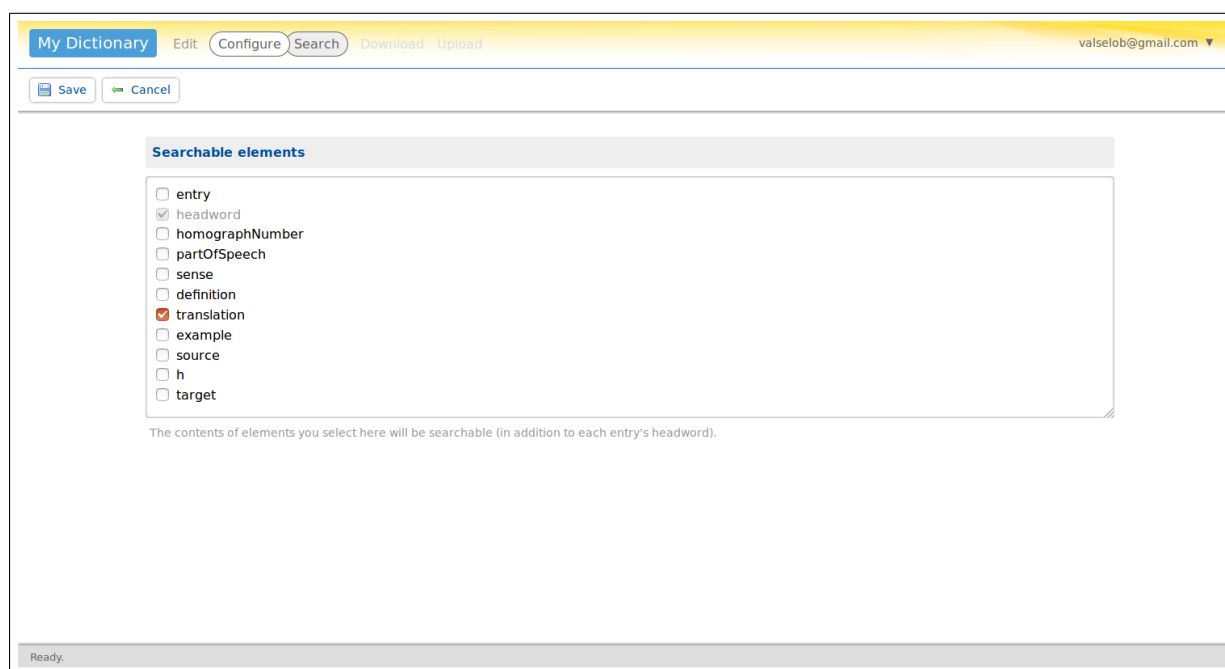 My Dictionary Edit Configure Search Download Upload valselob@gmail.com ▼
Save Cancel
Searchable elements
entry
headword
homographNumber
partOfSpeech
sense
definition
translation
example
source
h
target
The contents of elements you select here will be searchable (in addition to each entry's headword).
Ready.